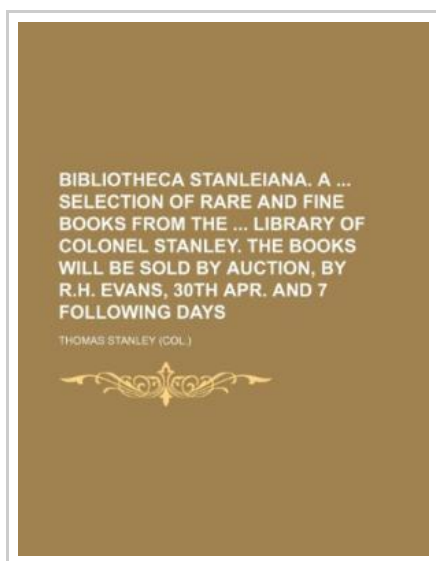 BIBLIOTHECA STANLEIANA. A ...
SELECTION OF RARE AND FINE
BOOKS FROM THE ... LIBRARY OF
COLONEL STANLEY. THE BOOKS
WILL BE SOLD BY AUCTION, BY
R.H. EVANS, 30TH APR. AND 7
FOLLOWING DAYS
THOMAS STANLEY (COL.)